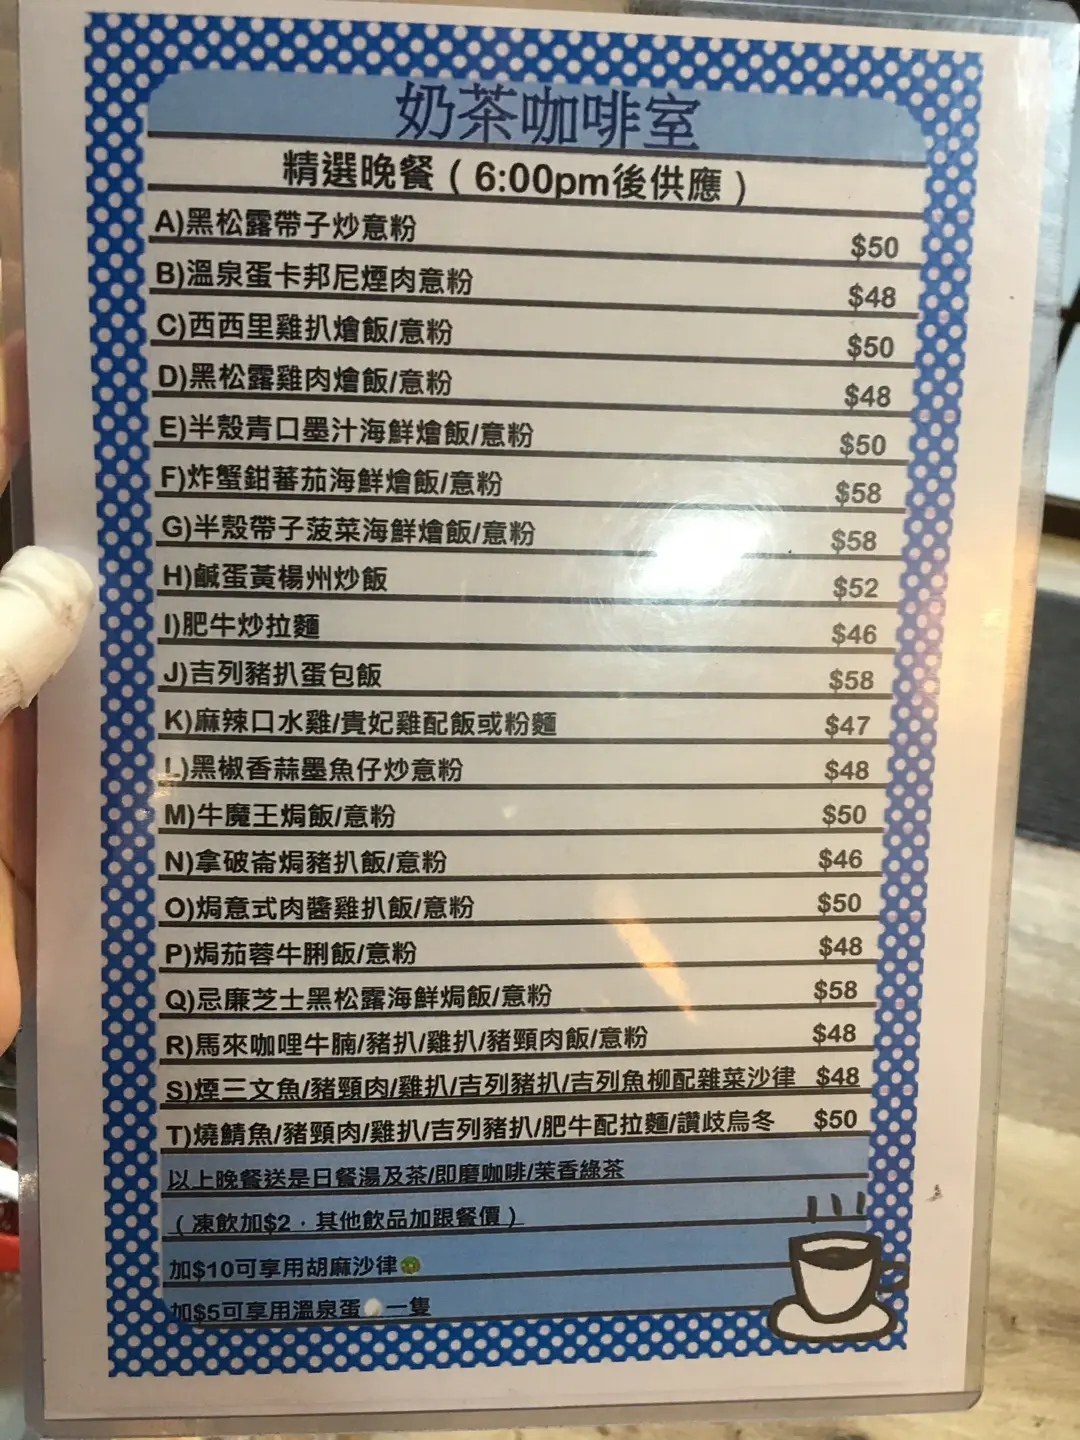 奶茶咖啡室
精選晚餐（6:00pm後供應）
A)黑松露帶子炒意粉 $50
B)溫泉蛋卡邦尼煙肉意粉 $48
C)西西里雞扒燴飯/意粉 $50
D)黑松露雞肉燴飯/意粉 $48
E)半殼青口墨汁海鮮燴飯/意粉 $50
F)炸蟹鉗蕃茄海鮮燴飯/意粉 $58
G)半殼帶子菠菜海鮮燴飯/意粉 $58
H)鹹蛋黃楊州炒飯 $52
I)肥牛炒拉麵 $46
J)吉列豬扒蛋包飯 $58
K)麻辣口水雞/貴妃雞配飯或粉麵 $47
L)黑椒香蒜墨魚仔炒意粉 $48
M)牛魔王焗飯/意粉 $50
N)拿破崙焗豬扒飯/意粉 $46
O)焗意式肉醬雞扒飯/意粉 $50
P)焗茄蓉牛脷飯/意粉 $48
Q)忌廉芝士黑松露海鮮焗飯/意粉 $58
R)馬來咖哩牛腩/豬扒/雞扒/豬頸肉飯/意粉 $48
S)煙三文魚/豬頸肉/雞扒/吉列豬扒/吉列魚柳配雜菜沙律 $48
T)燒鯖魚/豬頸肉/雞扒/吉列豬扒/肥牛配拉麵/讚歧烏冬 $50
以上晚餐送是日餐湯及茶/即磨咖啡/茉香綠茶
（凍飲加$2，其他飲品加跟餐價）
加$10可享用胡麻沙律
加$5可享用溫泉蛋 一隻